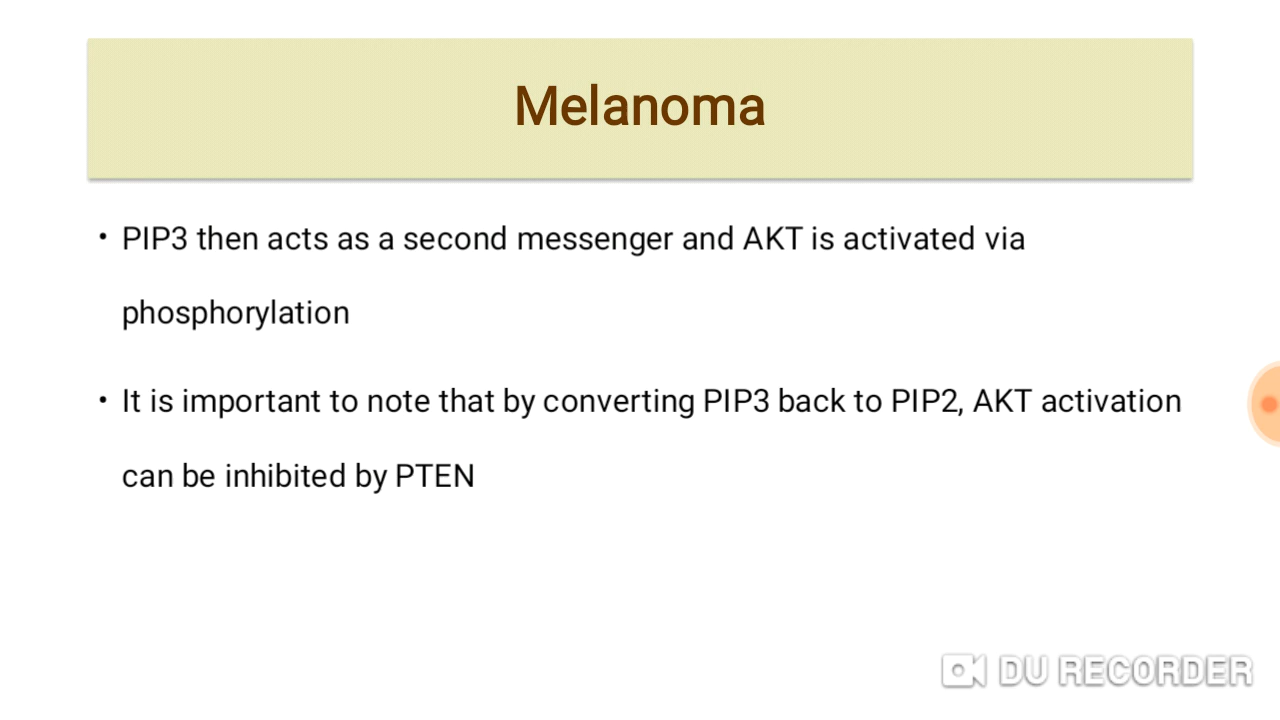 Melanoma
• PIP3 then acts as a second messenger and AKT is activated via
phosphorylation
• It is important to note that by converting PIP3 back to PIP2, AKT activation
can be inhibited by PTEN
DU RECORDER